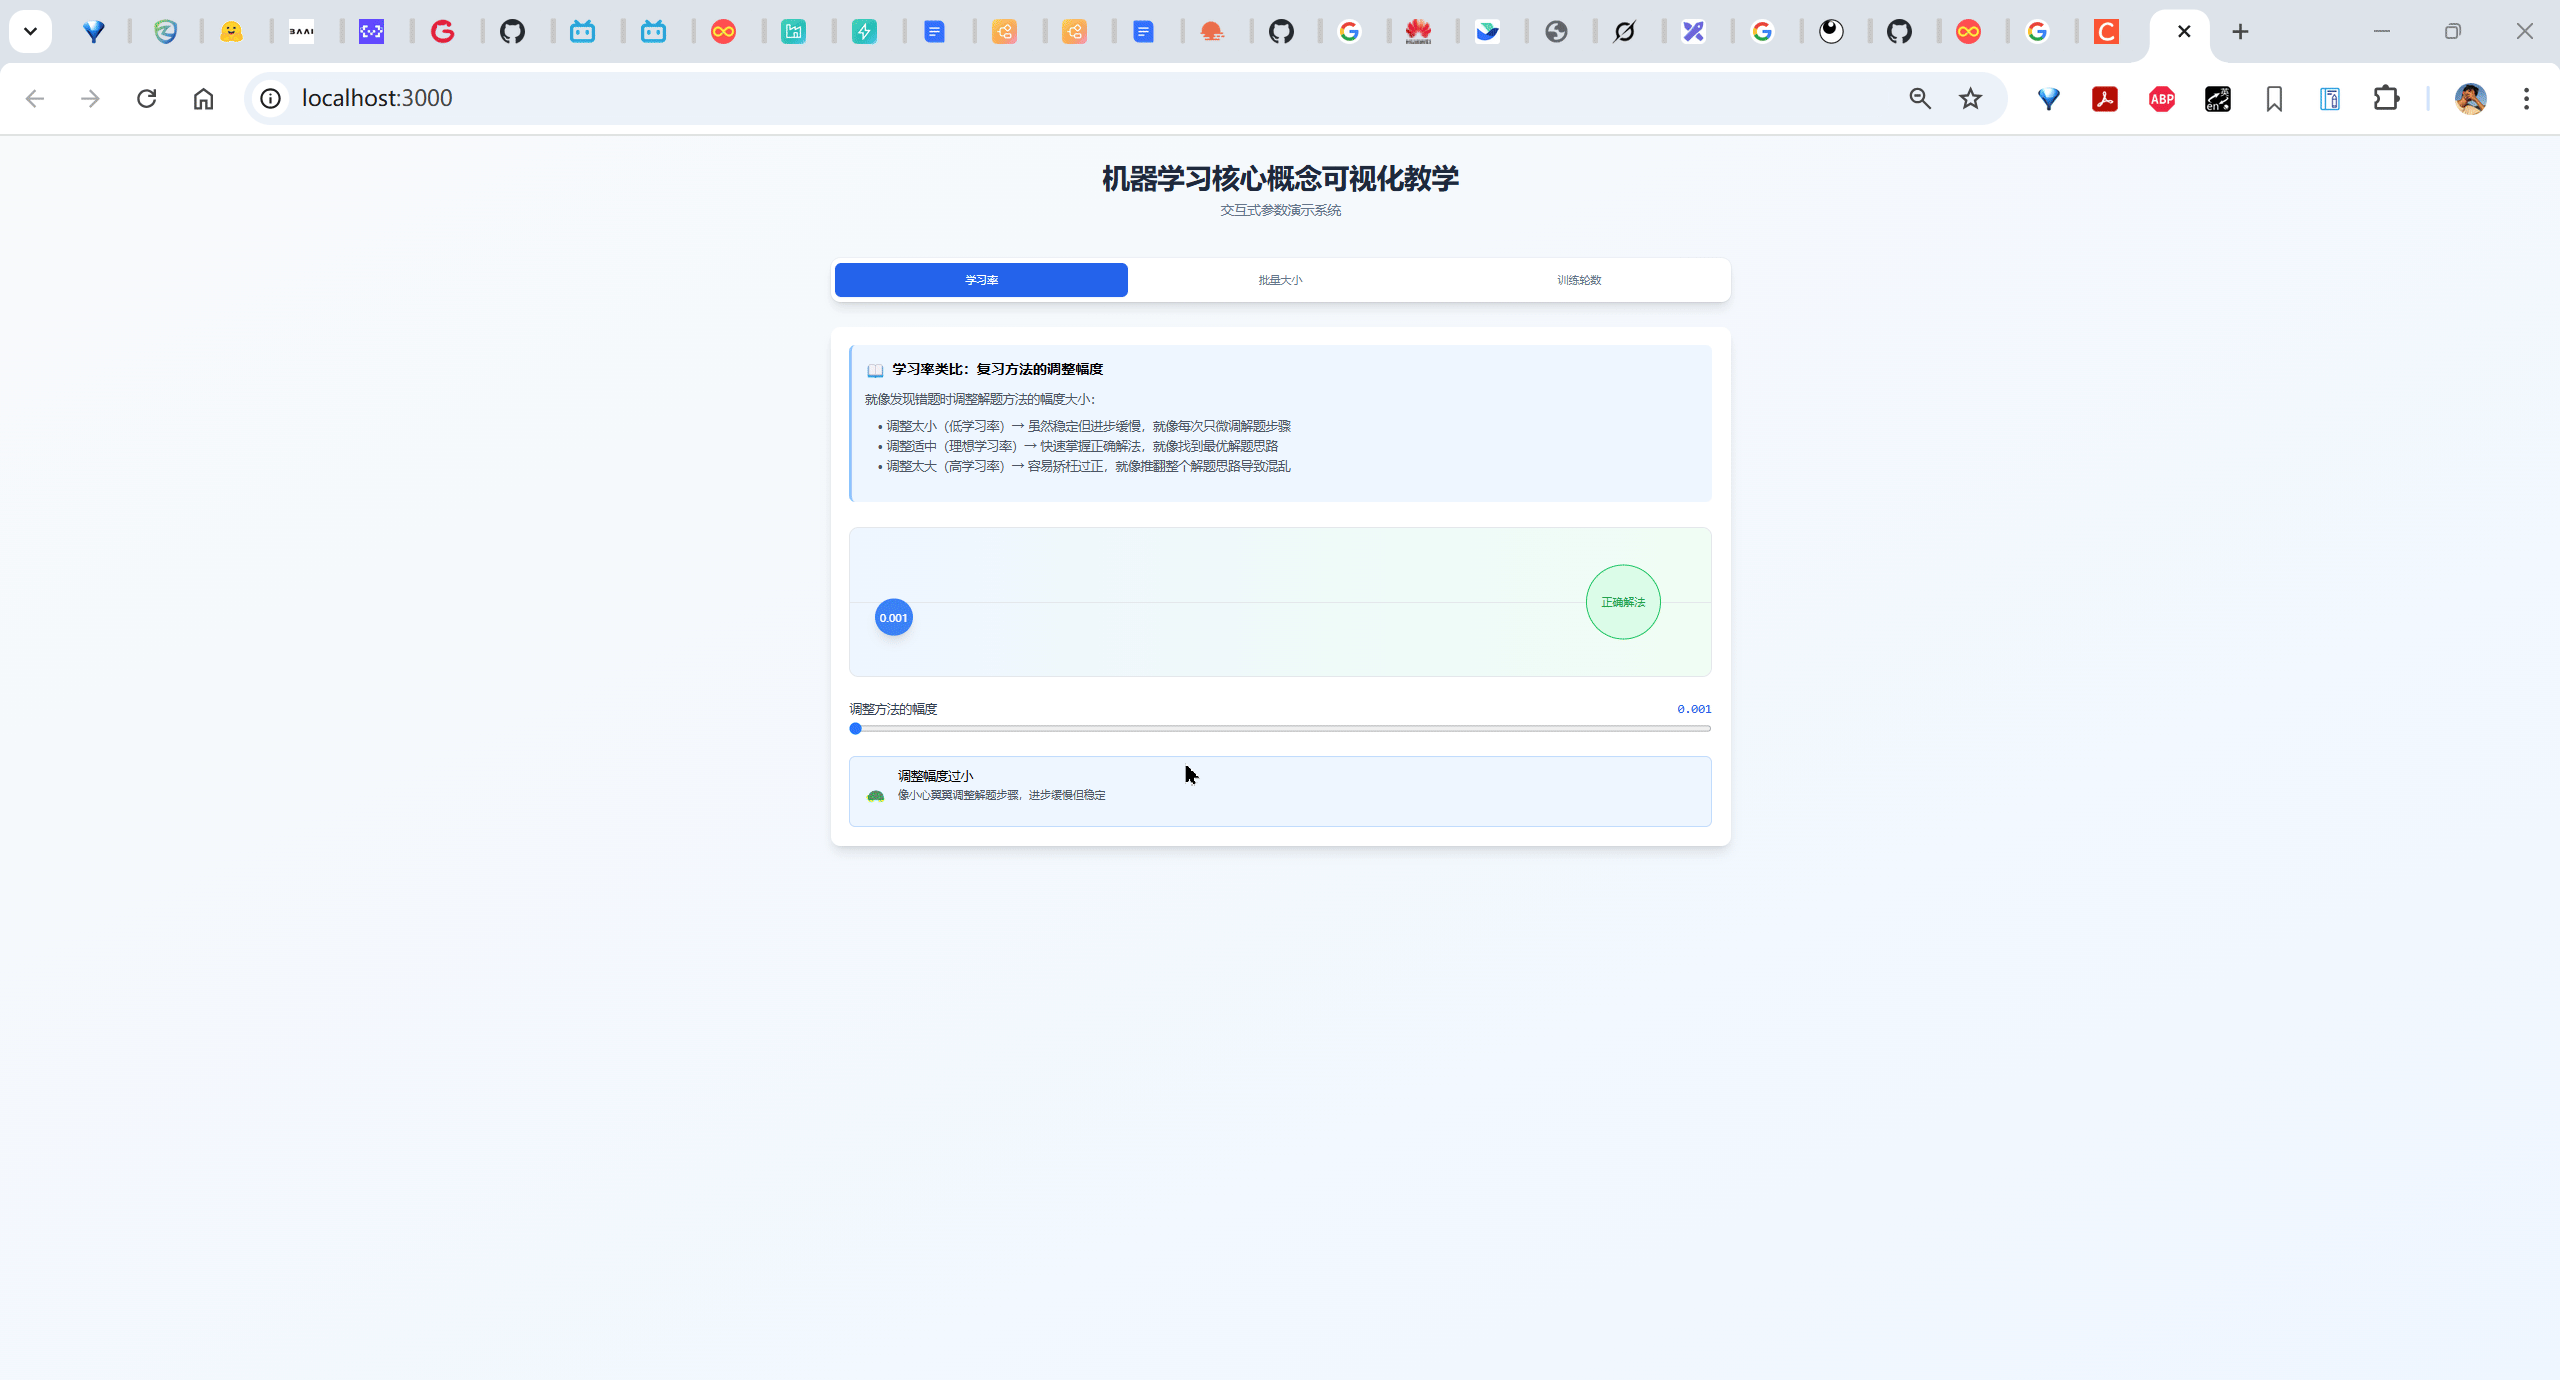 BAAI
localhost:3000
ABP
英
en
机器学习核心概念可视化教学
交互式参数演示系统
学习率
批量大小
训练轮数
学习率类比：复习方法的调整幅度
就像发现错题时调整解题方法的幅度大小：
• 调整太小（低学习率）→ 虽然稳定但进步缓慢，就像每次只微调解题步骤
• 调整适中（理想学习率）→ 快速掌握正确解法，就像找到最优解题思路
• 调整太大（高学习率）→ 容易矫枉过正，就像推翻整个解题思路导致混乱
正确解法
0.001
调整方法的幅度
0.001
调整幅度过小
像小心翼翼调整解题步骤，进步缓慢但稳定